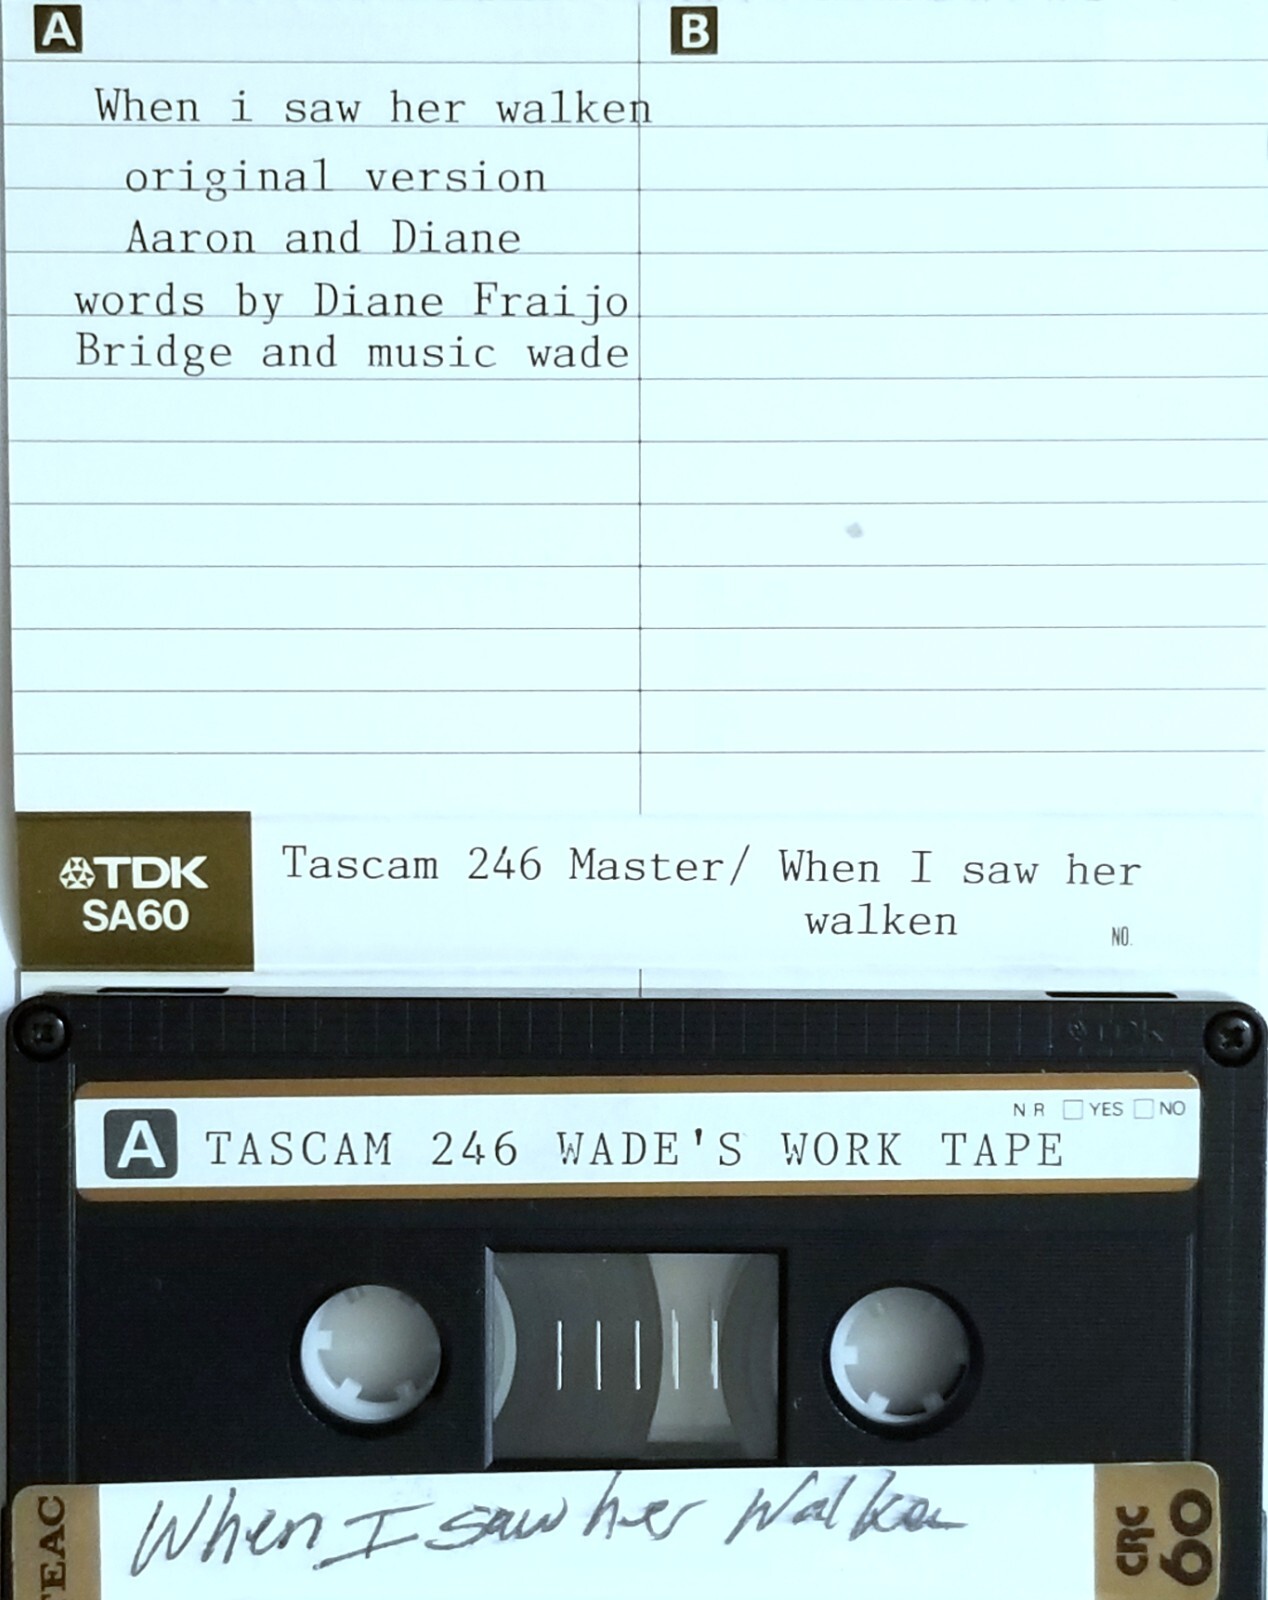 A
B
When i saw her walken
original version
Aaron and Diane
words by Diane Fraijo
Bridge and music wade
TDK
SA60
Tascam 246 Master/ When I saw her
walken
NO.
TDK
NR YES NO
A TASCAM 246 WADE'S WORK TAPE
When I saw her Walken
TEAC
CRC
60